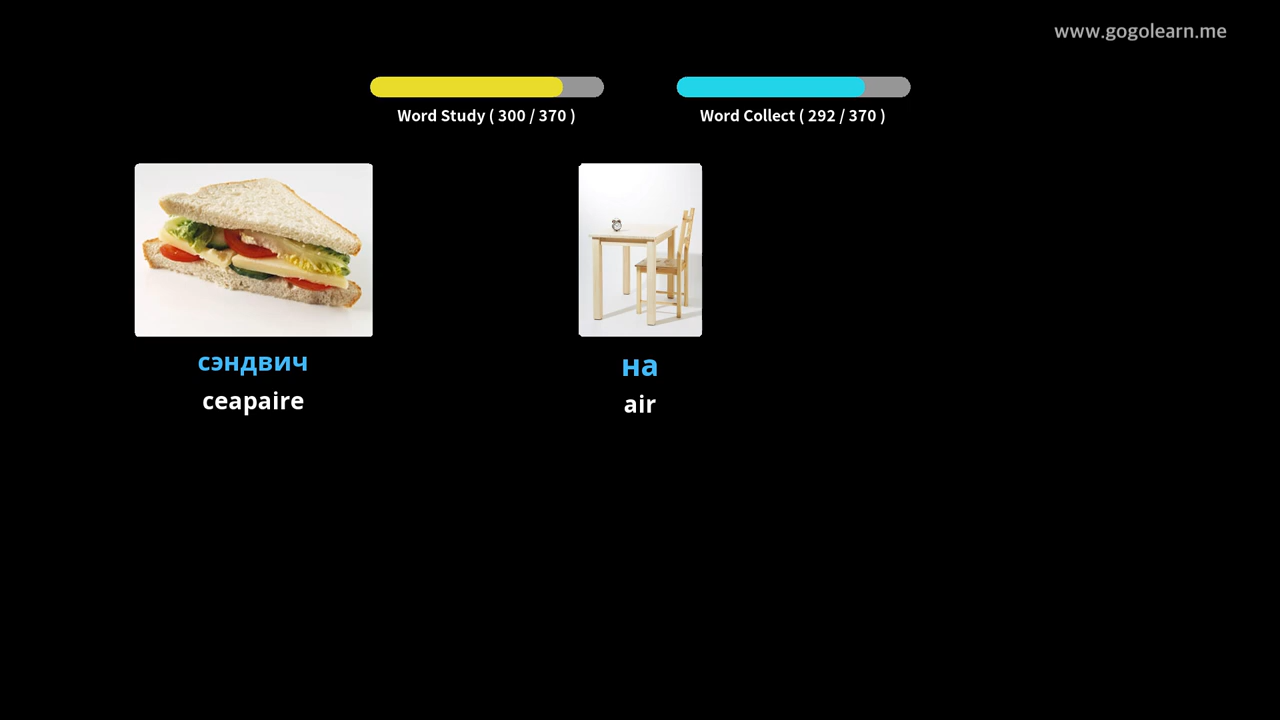 www.gogolearn.me
Word Study ( 300 / 370 )
Word Collect ( 292 / 370 )
сэндвич
ceapaire
на
air